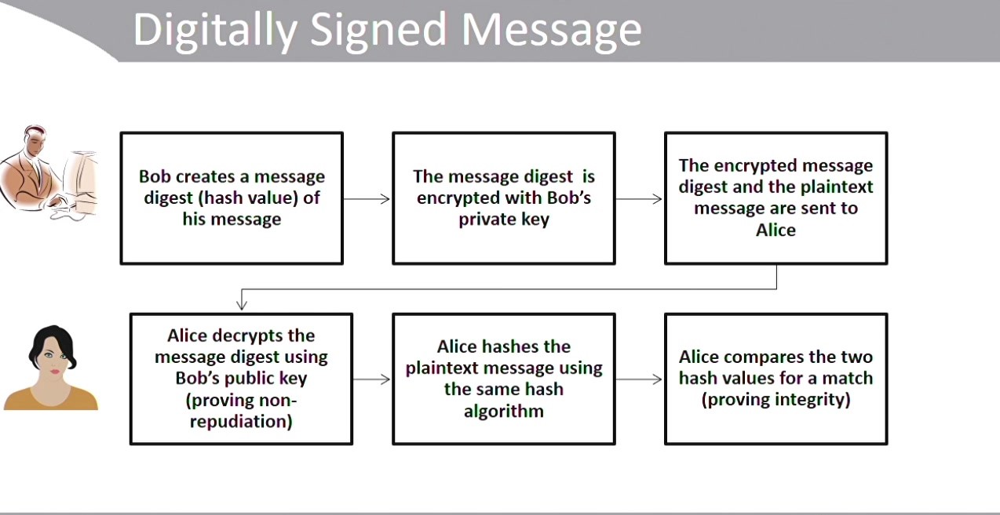 Digitally Signed Message
Bob creates a message
digest (hash value) of
his message
The message digest is
encrypted with Bob’s
private key
The encrypted message
digest and the plaintext
message are sent to
Alice
Alice decrypts the
message digest using
Bob’s public key
(proving non-
repudiation)
Alice hashes the
plaintext message using
the same hash
algorithm
Alice compares the two
hash values for a match
(proving integrity)